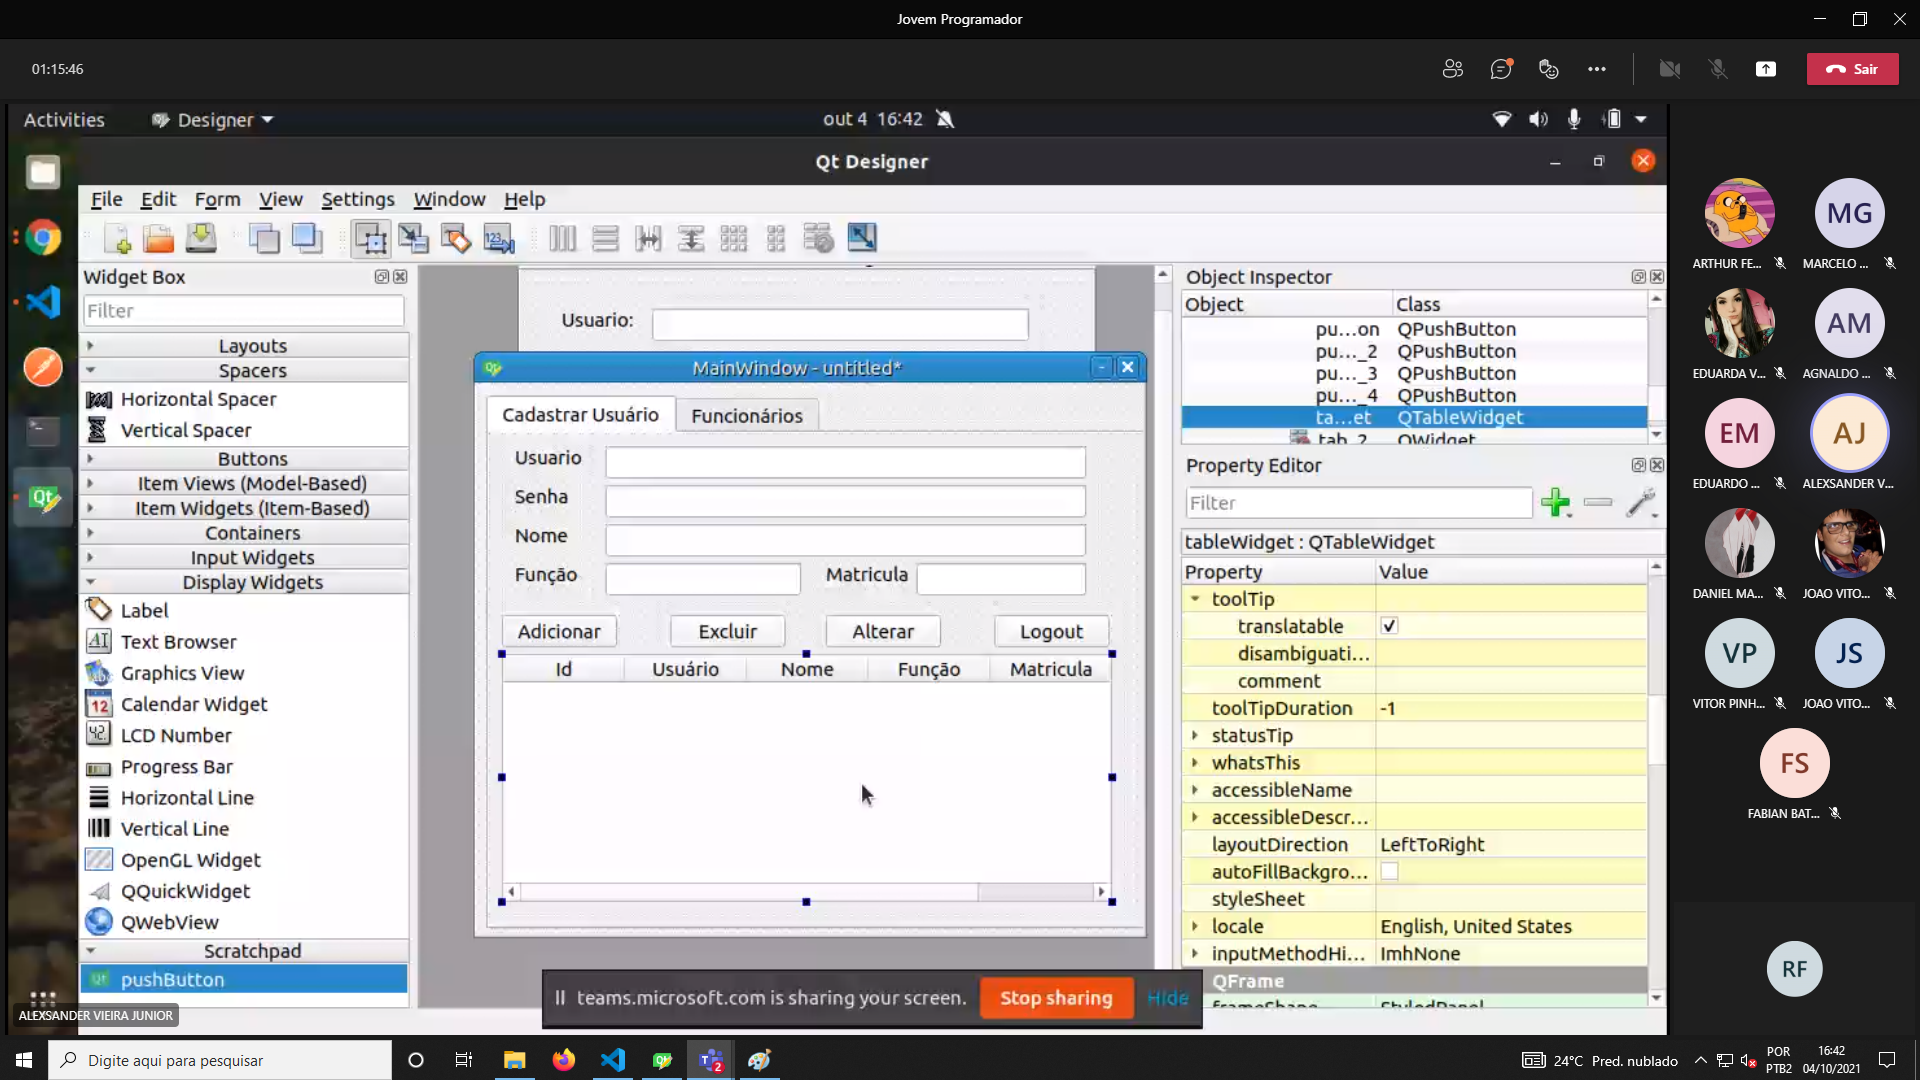 Jovem Programador
01:15:46
Sair
Activities
Designer
out 4 16:42
Qt Designer
File Edit Form View Settings Window Help
Widget Box
Filter
Layouts
Spacers
Horizontal Spacer
Vertical Spacer
Buttons
Item Views (Model-Based)
Item Widgets (Item-Based)
Containers
Input Widgets
Display Widgets
Label
Text Browser
Graphics View
Calendar Widget
LCD Number
Progress Bar
Horizontal Line
Vertical Line
OpenGL Widget
QQuickWidget
QWebView
Scratchpad
pushButton
ALEXSANDER VIEIRA JUNIOR
Usuario:
MainWindow - untitled*
Cadastrar Usuário
Funcionários
Usuario
Senha
Nome
Função
Matricula
Adicionar
Excluir
Alterar
Logout
Id
Usuário
Nome
Função
Matricula
teams.microsoft.com is sharing your screen.
Stop sharing
Hide
Object Inspector
Object Class
pu...on QPushButton
pu..._2 QPushButton
pu..._3 QPushButton
pu..._4 QPushButton
ta...et QTableWidget
tab_2 QWidget
Property Editor
Filter
tableWidget : QTableWidget
Property Value
toolTip
translatable
disambiguati...
comment
toolTipDuration -1
statusTip
whatsThis
accessibleName
accessibleDescr...
layoutDirection LeftToRight
autoFillBackgro...
styleSheet
locale English, United States
inputMethodHi... ImhNone
QFrame
frameShape StyledPanel
MG
ARTHUR FE...
MARCELO ...
AM
EDUARDA V...
AGNALDO ...
EM
AJ
EDUARDO ...
ALEXSANDER V...
DANIEL MA...
JOAO VITO...
VP
JS
VITOR PINH...
JOAO VITO...
FS
FABIAN BAT...
RF
Digite aqui para pesquisar
2
24°C Pred. nublado
POR
PTB2
16:42
04/10/2021